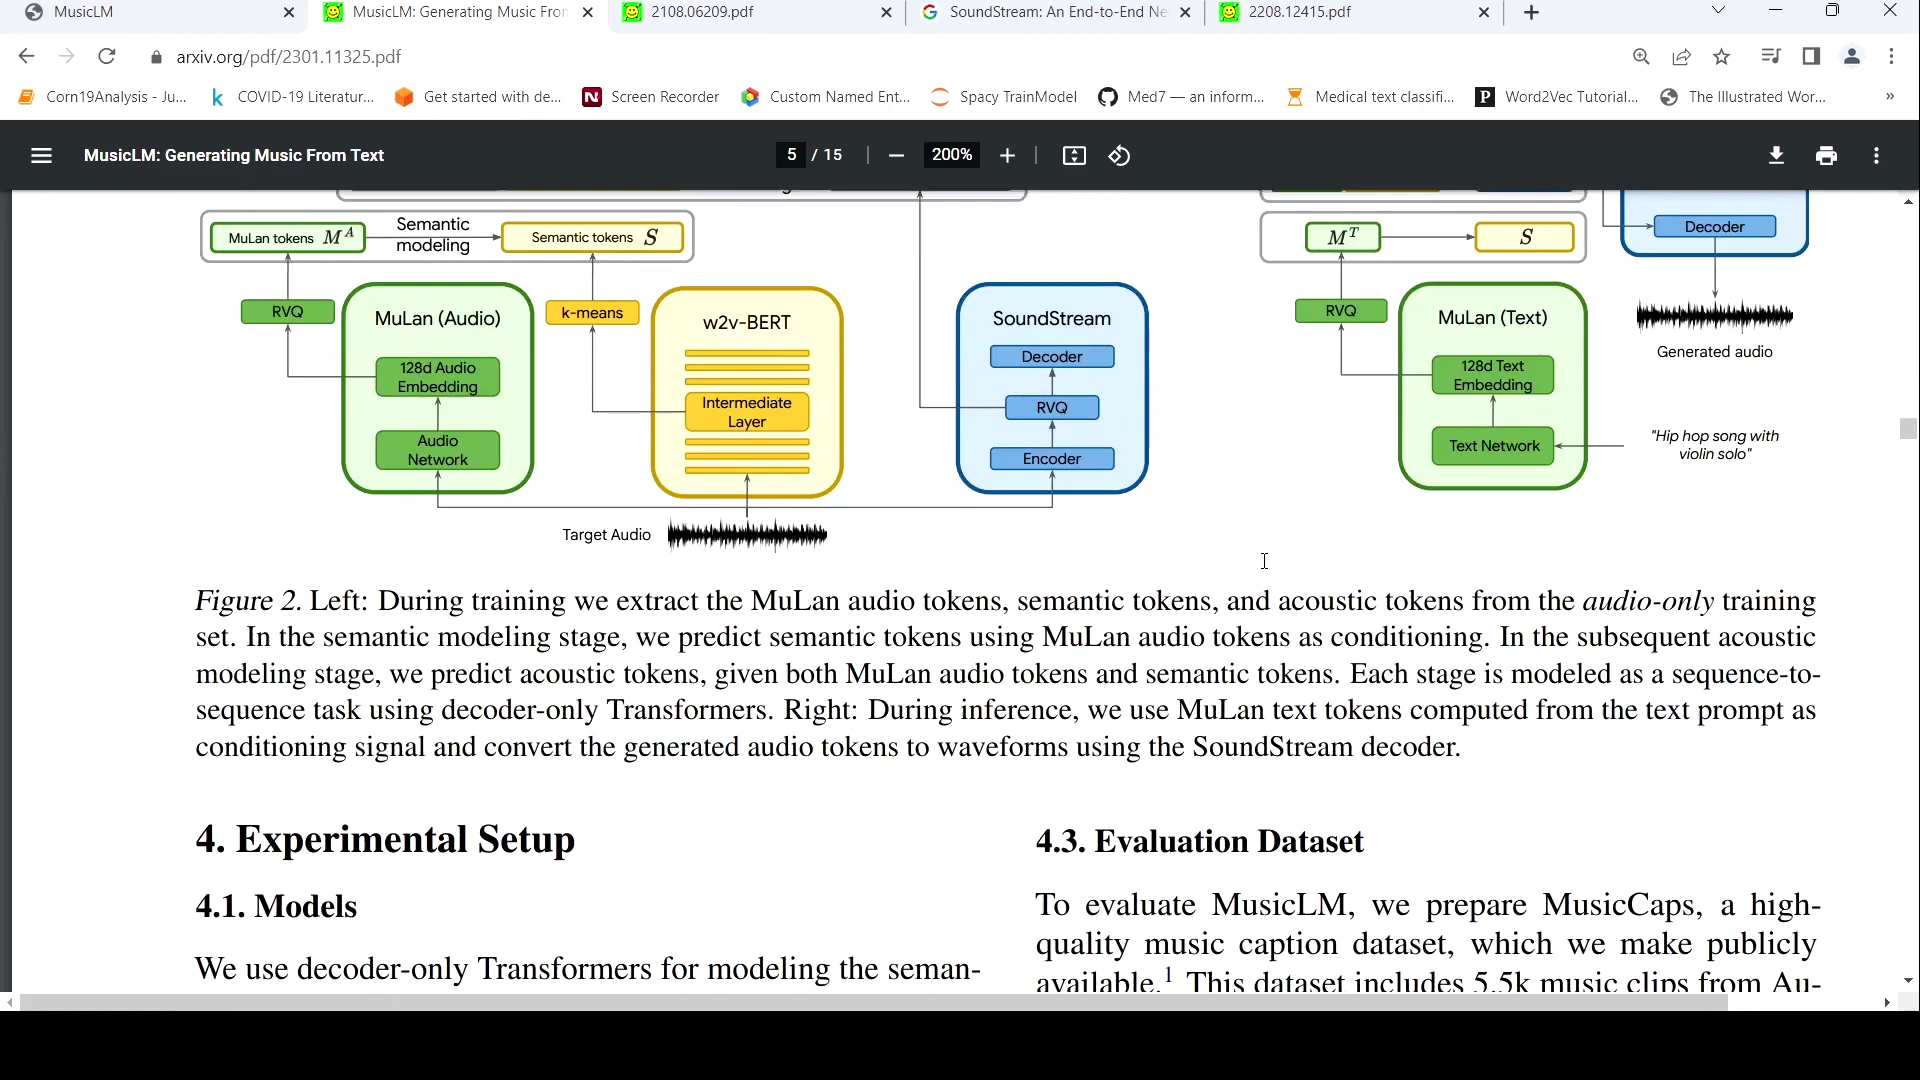 MusicLM
MusicLM: Generating Music From
2108.06209.pdf
SoundStream: An End-to-End Ne
2208.12415.pdf
arxiv.org/pdf/2301.11325.pdf
Corn19Analysis - Ju...
COVID-19 Literatur...
Get started with de...
Screen Recorder
Custom Named Ent...
Spacy TrainModel
Med7 — an inform...
Medical text classifi...
Word2Vec Tutorial...
The Illustrated Wor...
»
MusicLM: Generating Music From Text
5 / 15
200%
MuLan tokens M^A
Semantic
modeling
Semantic tokens S
RVQ
MuLan (Audio)
128d Audio
Embedding
Audio
Network
k-means
w2v-BERT
Intermediate
Layer
SoundStream
Decoder
RVQ
Encoder
Target Audio
M^T
S
Decoder
RVQ
MuLan (Text)
128d Text
Embedding
Text Network
Generated audio
"Hip hop song with
violin solo"
Figure 2. Left: During training we extract the MuLan audio tokens, semantic tokens, and acoustic tokens from the audio-only training
set. In the semantic modeling stage, we predict semantic tokens using MuLan audio tokens as conditioning. In the subsequent acoustic
modeling stage, we predict acoustic tokens, given both MuLan audio tokens and semantic tokens. Each stage is modeled as a sequence-to-
sequence task using decoder-only Transformers. Right: During inference, we use MuLan text tokens computed from the text prompt as
conditioning signal and convert the generated audio tokens to waveforms using the SoundStream decoder.
4. Experimental Setup
4.1. Models
We use decoder-only Transformers for modeling the seman-
4.3. Evaluation Dataset
To evaluate MusicLM, we prepare MusicCaps, a high-
quality music caption dataset, which we make publicly
available.1 This dataset includes 5.5k music clips from Au-